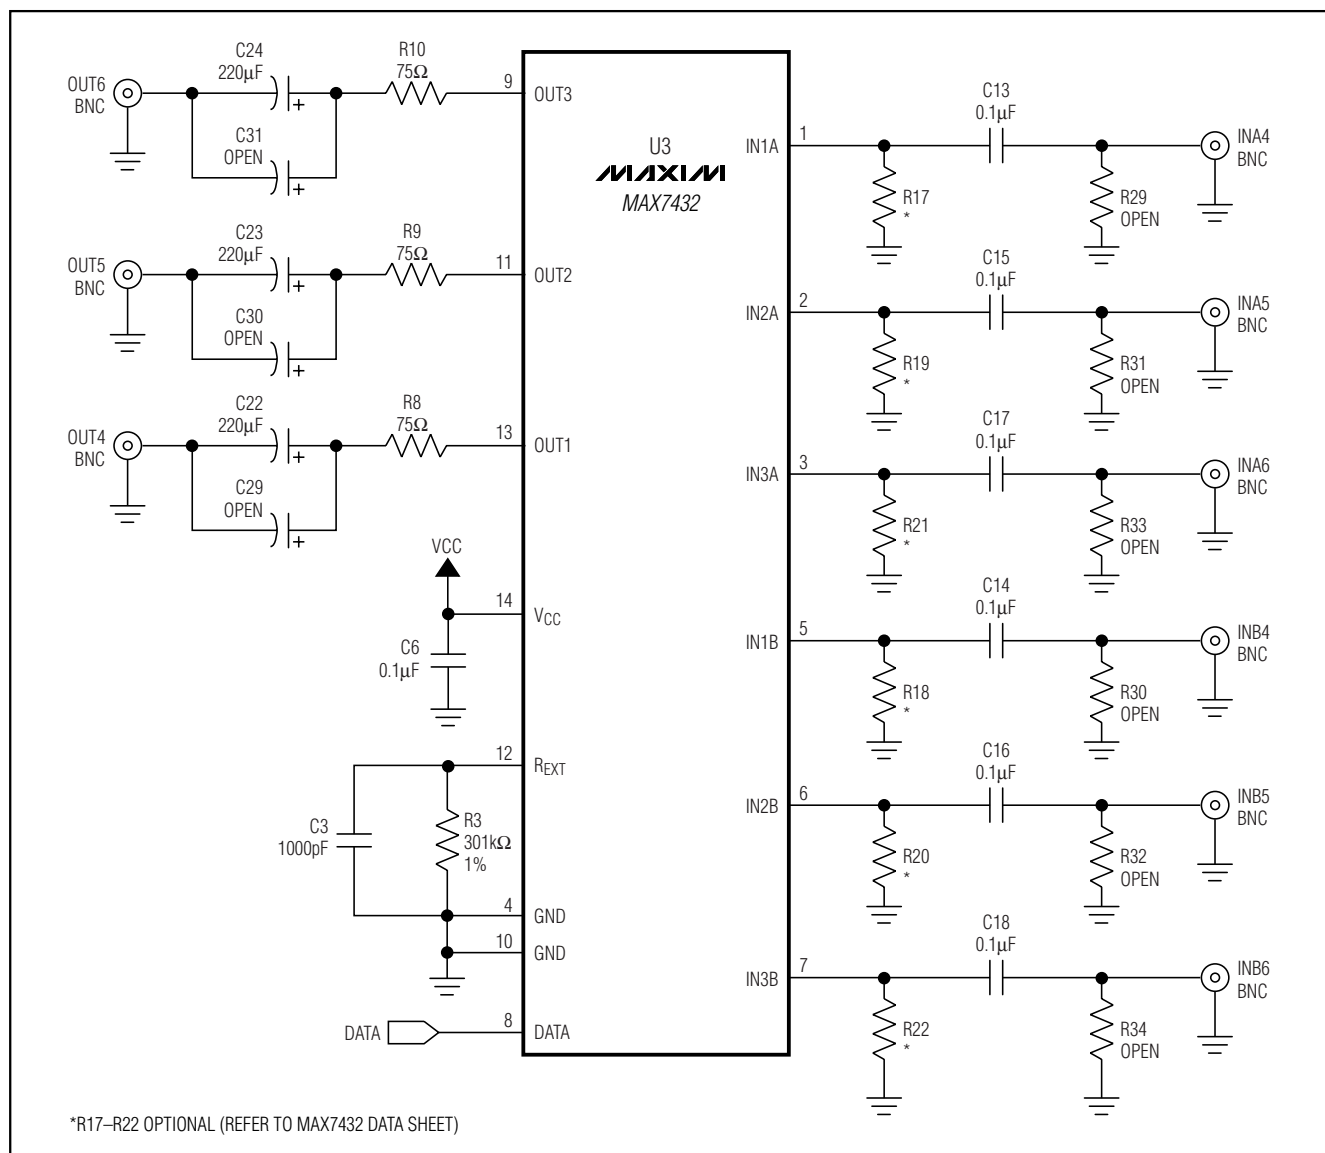 C24
220µF
R10
75Ω
OUT6
BNC
9
OUT3
C31
OPEN
+
+
C23
220µF
R9
75Ω
OUT5
BNC
11
OUT2
C30
OPEN
+
+
C22
220µF
R8
75Ω
OUT4
BNC
13
OUT1
C29
OPEN
+
+
VCC
14
VCC
C6
0.1µF
12
REXT
C3
1000pF
R3
301kΩ
1%
4
GND
10
GND
DATA
8
DATA
U3
MAXIM
MAX7432
IN1A
1
C13
0.1µF
INA4
BNC
R17
*
R29
OPEN
IN2A
2
C15
0.1µF
INA5
BNC
R19
*
R31
OPEN
IN3A
3
C17
0.1µF
INA6
BNC
R21
*
R33
OPEN
IN1B
5
C14
0.1µF
INB4
BNC
R18
*
R30
OPEN
IN2B
6
C16
0.1µF
INB5
BNC
R20
*
R32
OPEN
IN3B
7
C18
0.1µF
INB6
BNC
R22
*
R34
OPEN
*R17–R22 OPTIONAL (REFER TO MAX7432 DATA SHEET)